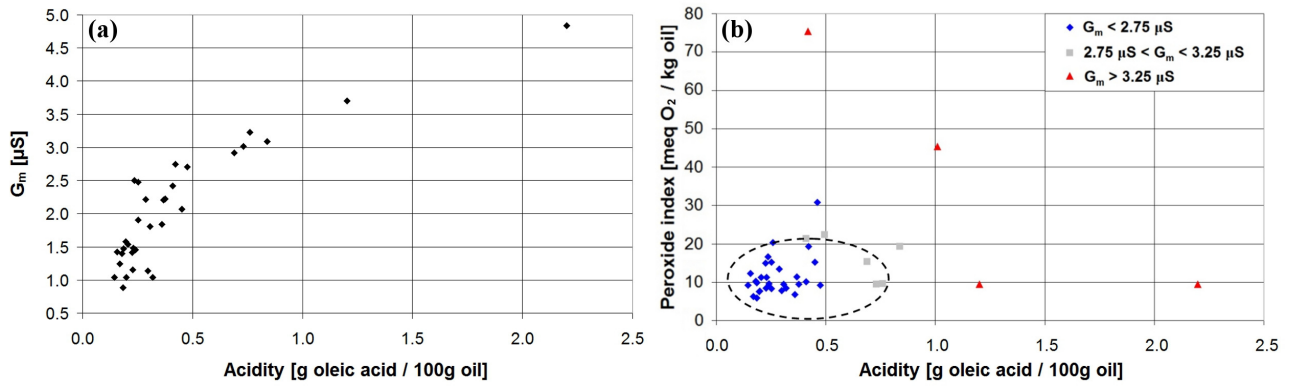 (a)
5.0
4.5
4.0
3.5
3.0
2.5
2.0
1.5
1.0
0.5
Gm [µS]
0.0 0.5 1.0 1.5 2.0 2.5
Acidity [g oleic acid / 100g oil]
(b)
80
70
60
50
40
30
20
10
0
Peroxide index [meq O2 / kg oil]
Gm < 2.75 µS
2.75 µS < Gm < 3.25 µS
Gm > 3.25 µS
0.0 0.5 1.0 1.5 2.0 2.5
Acidity [g oleic acid / 100g oil]